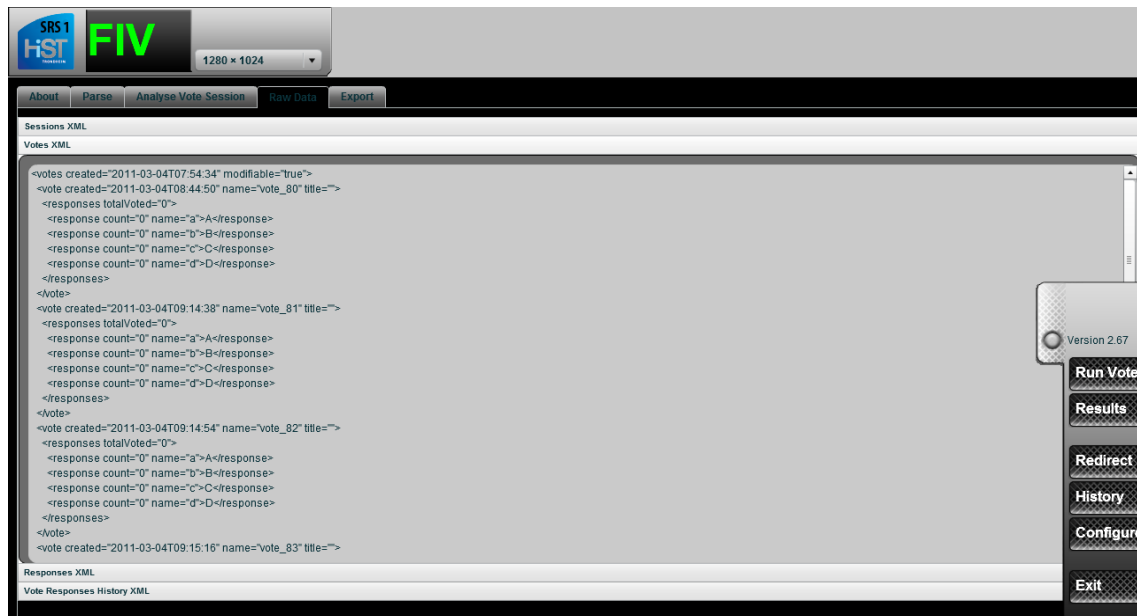 SRS 1
HiST
TRONDHEIM
FIV
1280 × 1024
About
Parse
Analyse Vote Session
Raw Data
Export
Sessions XML
Votes XML
<votes created="2011-03-04T07:54:34" modifiable="true">
<vote created="2011-03-04T08:44:50" name="vote_80" title="">
<responses totalVoted="0">
<response count="0" name="a">A</response>
<response count="0" name="b">B</response>
<response count="0" name="c">C</response>
<response count="0" name="d">D</response>
</responses>
</vote>
<vote created="2011-03-04T09:14:38" name="vote_81" title="">
<responses totalVoted="0">
<response count="0" name="a">A</response>
<response count="0" name="b">B</response>
<response count="0" name="c">C</response>
<response count="0" name="d">D</response>
</responses>
</vote>
<vote created="2011-03-04T09:14:54" name="vote_82" title="">
<responses totalVoted="0">
<response count="0" name="a">A</response>
<response count="0" name="b">B</response>
<response count="0" name="c">C</response>
<response count="0" name="d">D</response>
</responses>
</vote>
<vote created="2011-03-04T09:15:16" name="vote_83" title="">
Responses XML
Vote Responses History XML
Version 2.67
Run Vote
Results
Redirect
History
Configure
Exit